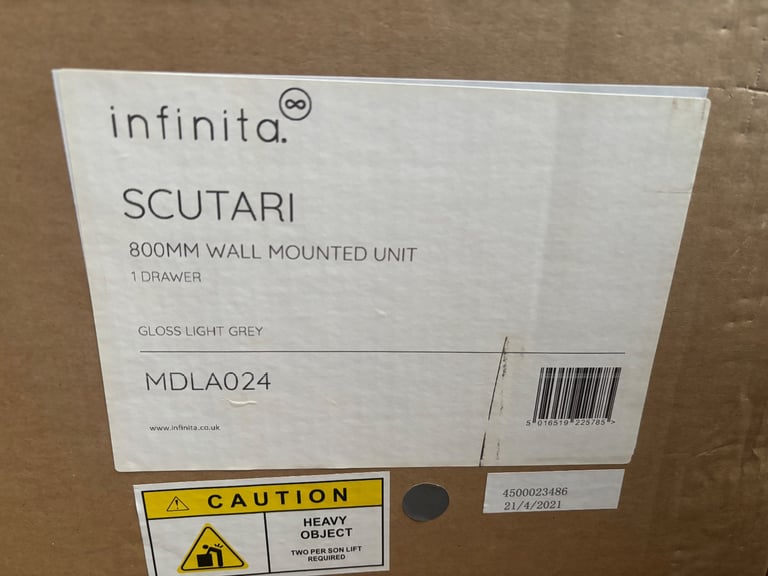 infinita.
SCUTARI
800MM WALL MOUNTED UNIT
1 DRAWER
GLOSS LIGHT GREY
MDLA024
www.infinita.co.uk
5 016519 225785 >
CAUTION
HEAVY
OBJECT
TWO PER SON LIFT
REQUIRED
4500023486
21/4/2021